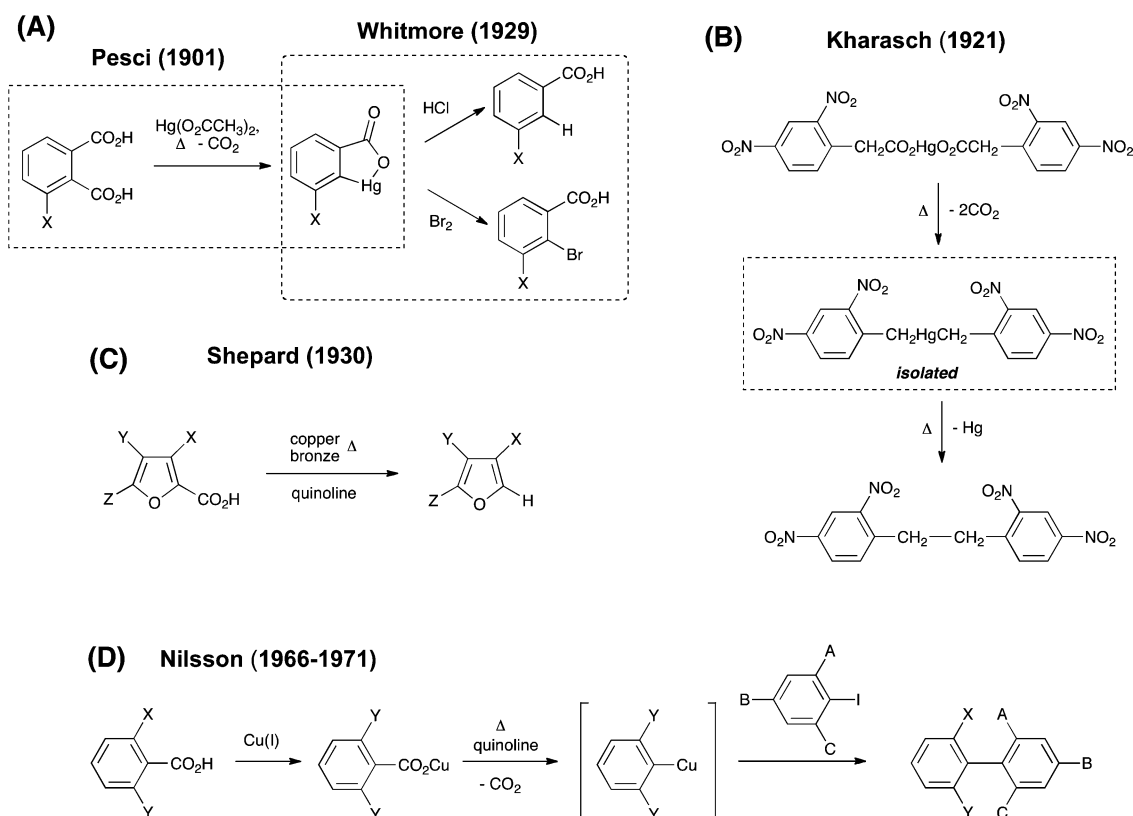 (A)
Whitmore (1929)
Pesci (1901)
CO₂H
CO₂H
X
Hg(O₂CCH₃)₂,
Δ - CO₂
O
O
Hg
X
HCl
Br₂
CO₂H
H
X
CO₂H
Br
X
(B)
Kharasch (1921)
NO₂
O₂N
NO₂
CH₂CO₂HgO₂CCH₂
NO₂
Δ - 2CO₂
NO₂
O₂N
NO₂
CH₂HgCH₂
NO₂
isolated
Δ - Hg
NO₂
O₂N
O₂N
CH₂ CH₂
NO₂
(C)
Shepard (1930)
Y
X
Z
O
CO₂H
copper
bronze Δ
quinoline
Y
X
Z
O
H
(D)
Nilsson (1966-1971)
X
CO₂H
Y
Cu(I)
Y
CO₂Cu
Y
Δ
quinoline
- CO₂
Y
Cu
Y
A
B
I
C
X
A
B
Y
C